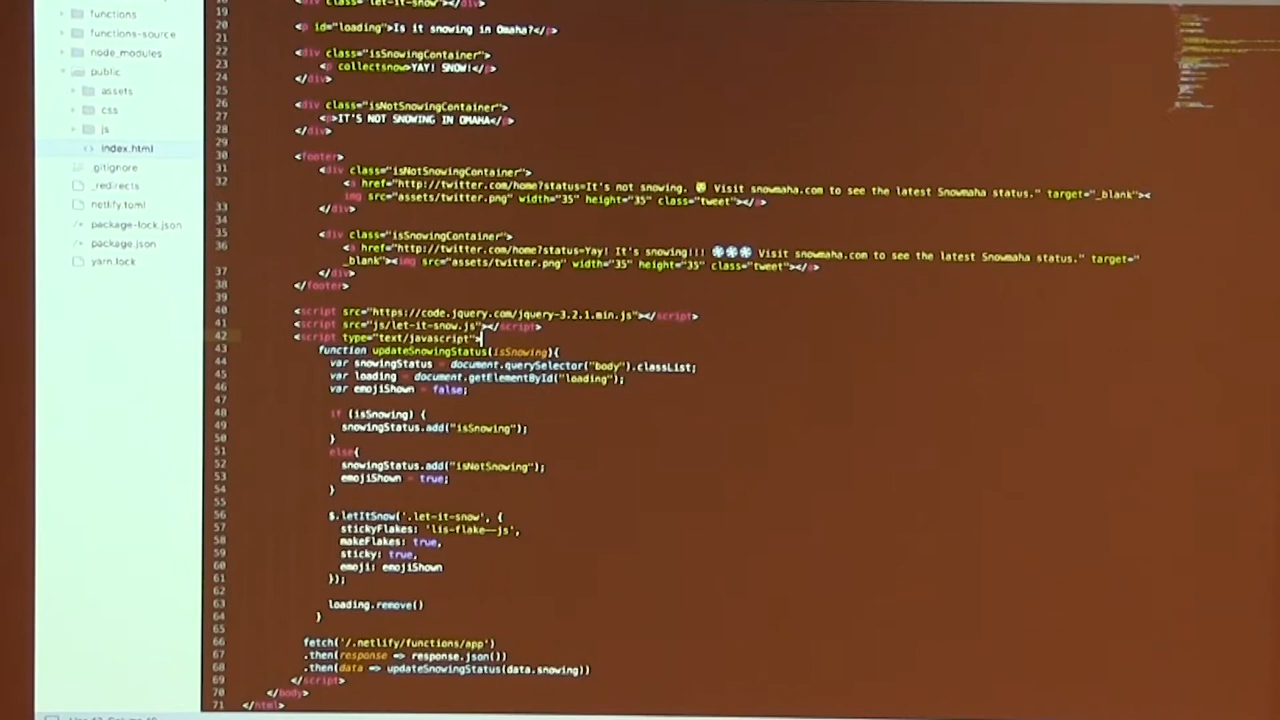 functions
functions-source
node_modules
public
assets
css
js
<> index.html
.gitignore
_redirects
netlify.toml
package-lock.json
package.json
yarn.lock
19
20 <p id="loading">Is it snowing in Omaha?</p>
21
22 <div class="isSnowingContainer">
23 <p collectsnow>YAY! SNOW!</p>
24 </div>
25
26 <div class="isNotSnowingContainer">
27 <p>IT'S NOT SNOWING IN OMAHA</p>
28 </div>
29
30 <footer>
31 <div class="isNotSnowingContainer">
32 <a href="http://twitter.com/home?status=It's not snowing. Visit snowmaha.com to see the latest Snowmaha status." target="_blank"><
img src="assets/twitter.png" width="35" height="35" class="tweet"></a>
33 </div>
34
35 <div class="isSnowingContainer">
36 <a href="http://twitter.com/home?status=Yay! It's snowing!!! ❄❄❄ Visit snowmaha.com to see the latest Snowmaha status." target="
_blank"><img src="assets/twitter.png" width="35" height="35" class="tweet"></a>
37 </div>
38 </footer>
39
40 <script src="https://code.jquery.com/jquery-3.2.1.min.js"></script>
41 <script src="js/let-it-snow.js"></script>
42 <script type="text/javascript">
43 function updateSnowingStatus(isSnowing){
44 var snowingStatus = document.querySelector("body").classList;
45 var loading = document.getElementById("loading");
46 var emojiShown = false;
47
48 if (isSnowing) {
49 snowingStatus.add("isSnowing");
50 }
51 else{
52 snowingStatus.add("isNotSnowing");
53 emojiShown = true;
54 }
55
56 $.letItSnow('.let-it-snow', {
57 stickyFlakes: 'lis-flake--js',
58 makeFlakes: true,
59 sticky: true,
60 emoji: emojiShown
61 });
62
63 loading.remove()
64 }
65
66 fetch('/.netlify/functions/app')
67 .then(response => response.json())
68 .then(data => updateSnowingStatus(data.snowing))
69 </script>
70 </body>
71 </html>